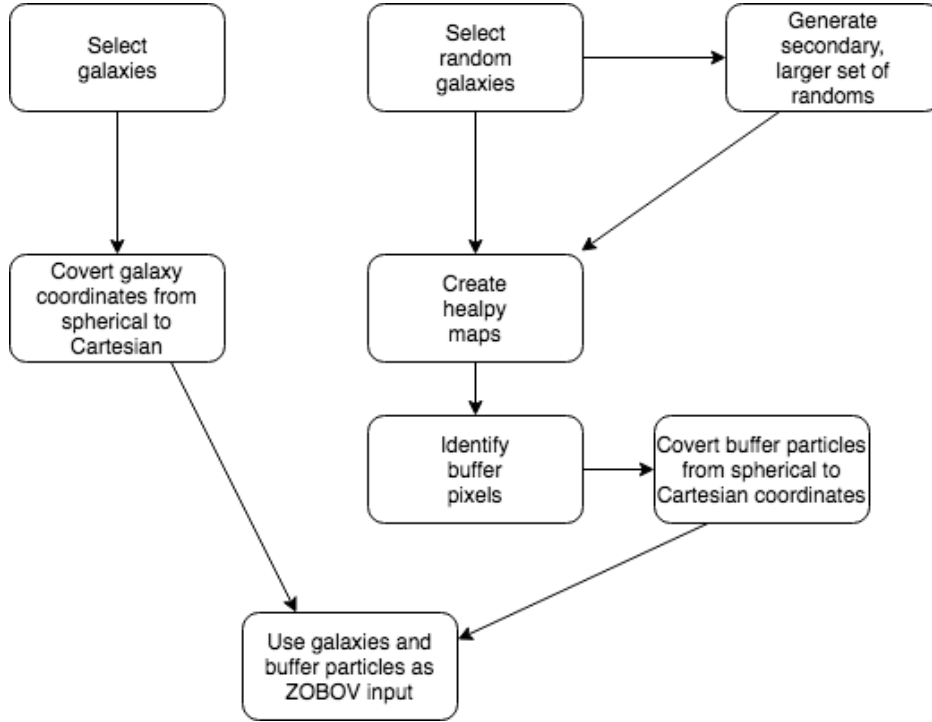 Select
galaxies
Select
random
galaxies
Generate
secondary,
larger set of
randoms
Covert galaxy
coordinates from
spherical to
Cartesian
Create
healpy
maps
Identify
buffer
pixels
Covert buffer particles
from spherical to
Cartesian coordinates
Use galaxies and
buffer particles as
ZOBOV input